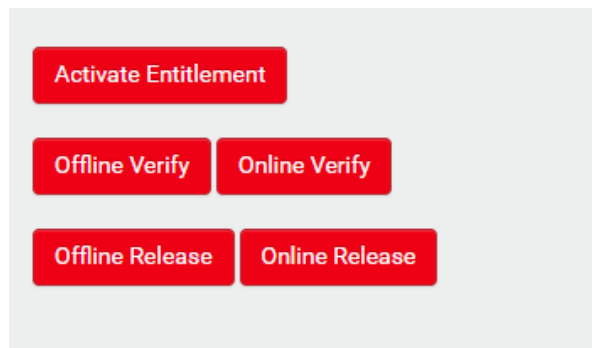 Activate Entitlement
Offline Verify Online Verify
Offline Release Online Release